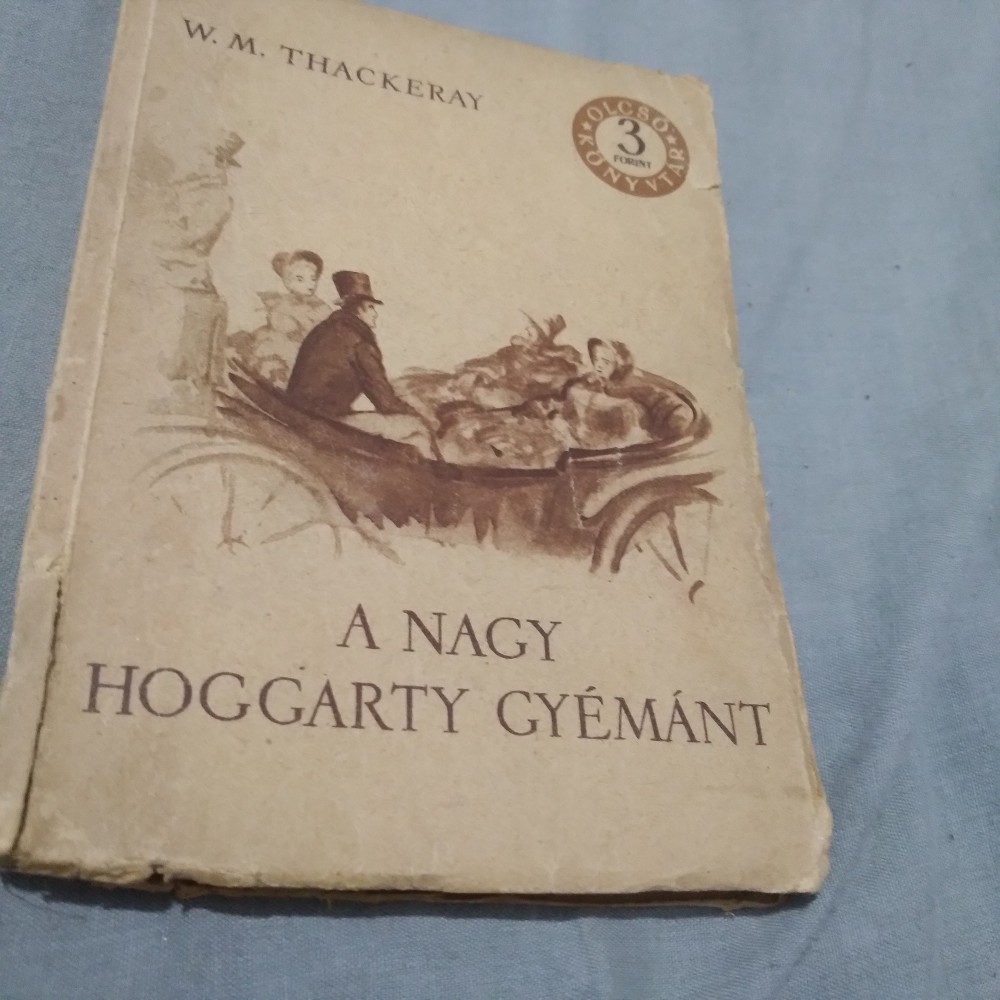 W. M. THACKERAY
OLCSÓ
3
FORINT
KÖNYVTÁR
A NAGY
HOGGARTY GYÉMÁNT